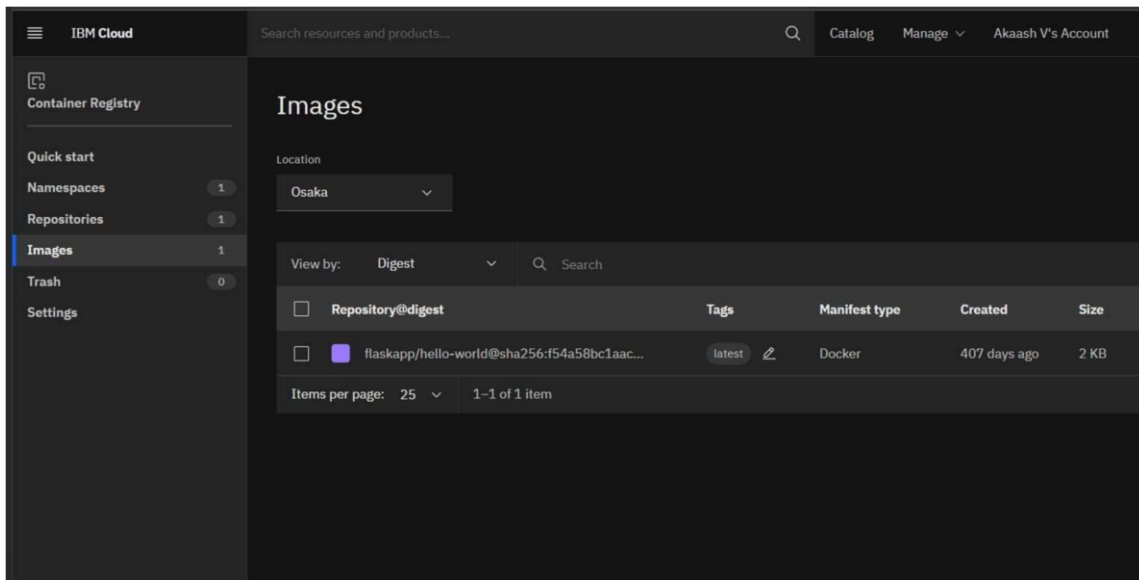 IBM Cloud
Search resources and products...
Catalog
Manage
Akaash V's Account
Container Registry
Quick start
Namespaces 1
Repositories 1
Images 1
Trash 0
Settings
Images
Location
Osaka
View by: Digest
Search
Repository@digest Tags Manifest type Created Size
flaskapp/hello-world@sha256:f54a58bc1aac... latest Docker 407 days ago 2 KB
Items per page: 25 1–1 of 1 item